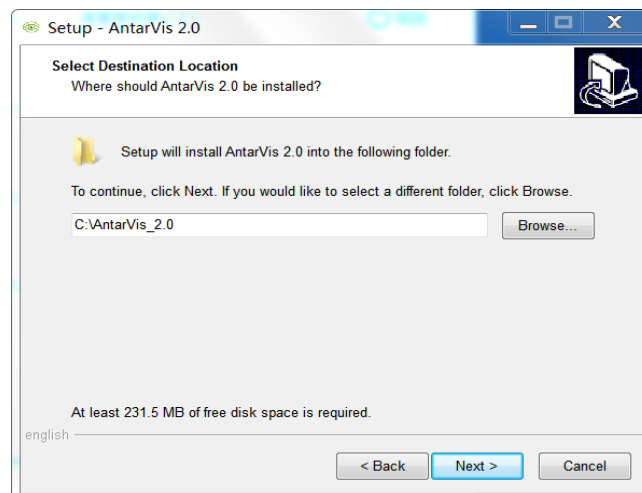 Setup - AntarVis 2.0
Select Destination Location
Where should AntarVis 2.0 be installed?
Setup will install AntarVis 2.0 into the following folder.
To continue, click Next. If you would like to select a different folder, click Browse.
C:\AntarVis_2.0
Browse...
At least 231.5 MB of free disk space is required.
english
< Back
Next >
Cancel